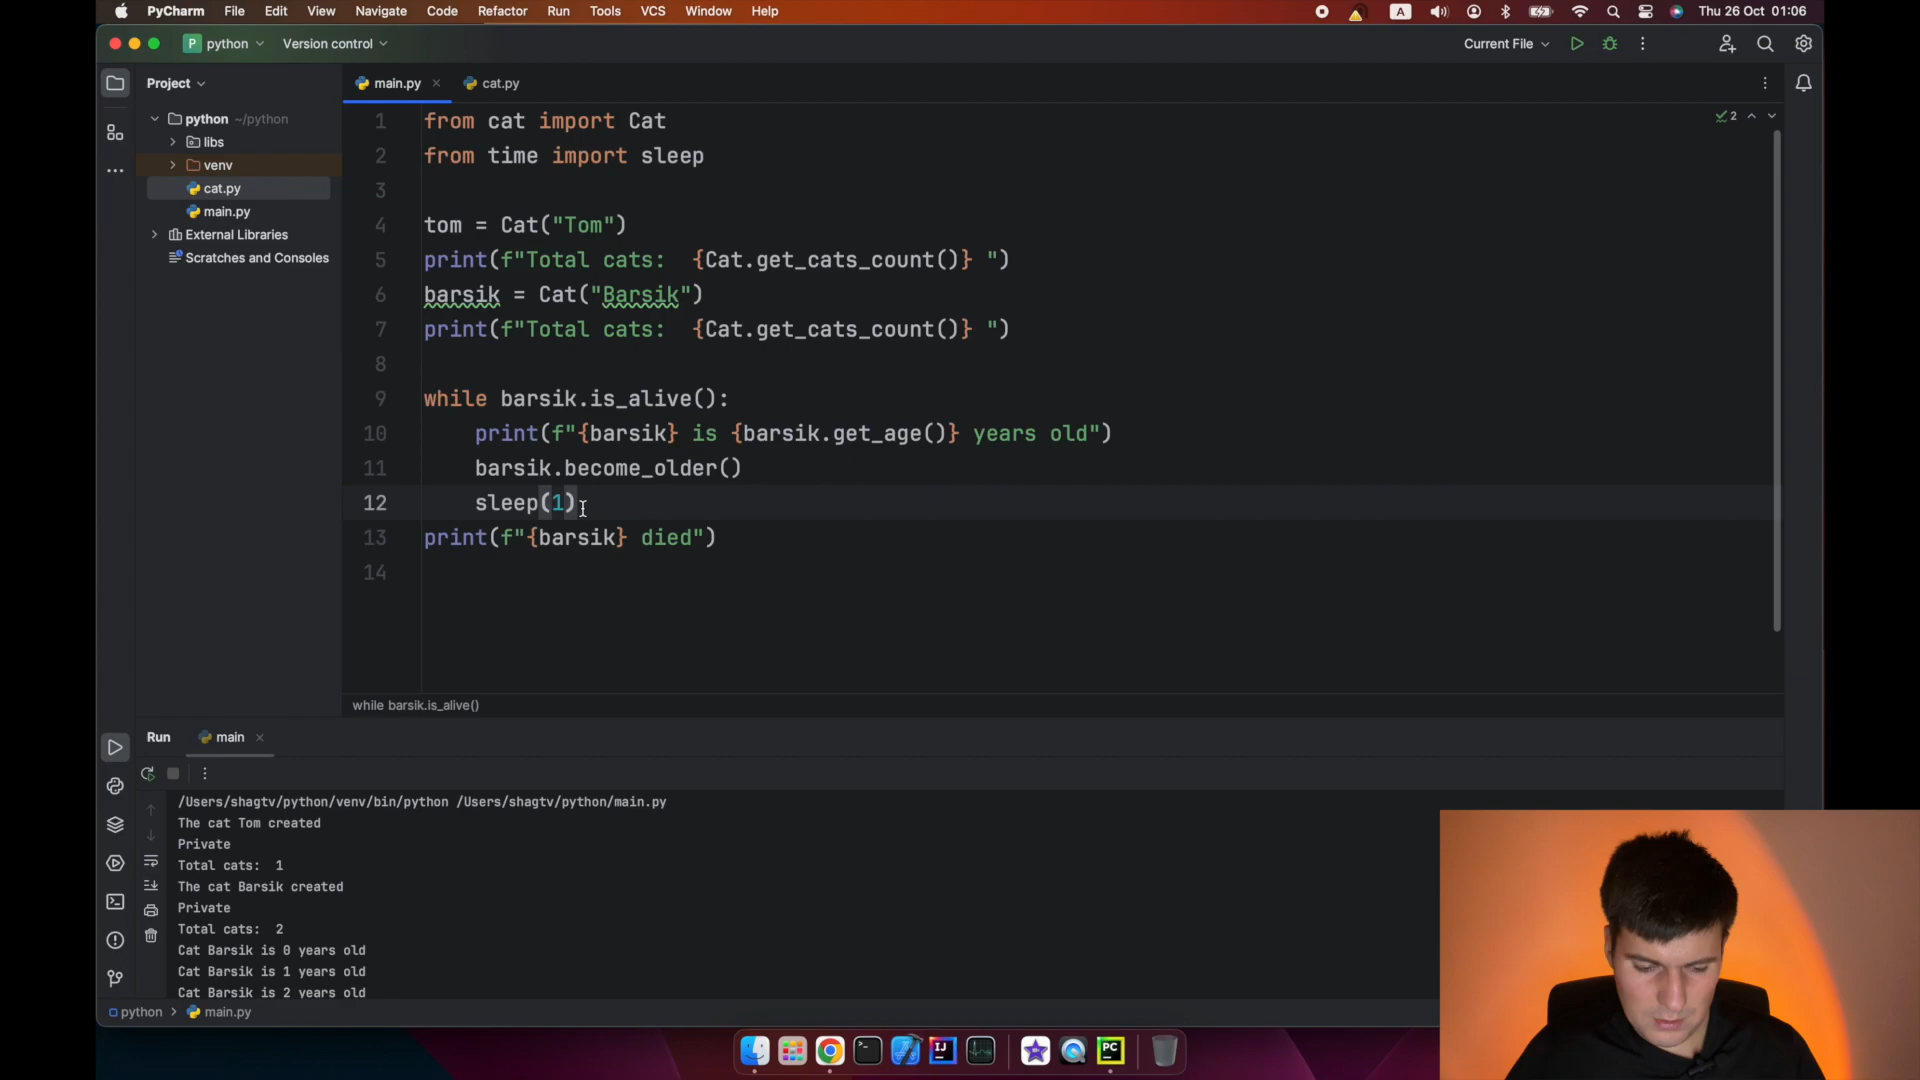 PyCharm File Edit View Navigate Code Refactor Run Tools VCS Window Help A Thu 26 Oct 01:06
P python Version control Current File
Project main.py cat.py
python ~/python
libs
venv
cat.py
main.py
External Libraries
Scratches and Consoles
2
1 from cat import Cat
2 from time import sleep
3
4 tom = Cat("Tom")
5 print(f"Total cats:  {Cat.get_cats_count()} ")
6 barsik = Cat("Barsik")
7 print(f"Total cats:  {Cat.get_cats_count()} ")
8
9 while barsik.is_alive():
10 print(f"{barsik} is {barsik.get_age()} years old")
11 barsik.become_older()
12 sleep(1)
13 print(f"{barsik} died")
14
while barsik.is_alive()
Run main
/Users/shagtv/python/venv/bin/python /Users/shagtv/python/main.py
The cat Tom created
Private
Total cats:  1
The cat Barsik created
Private
Total cats:  2
Cat Barsik is 0 years old
Cat Barsik is 1 years old
Cat Barsik is 2 years old
python > main.py
IJ PC